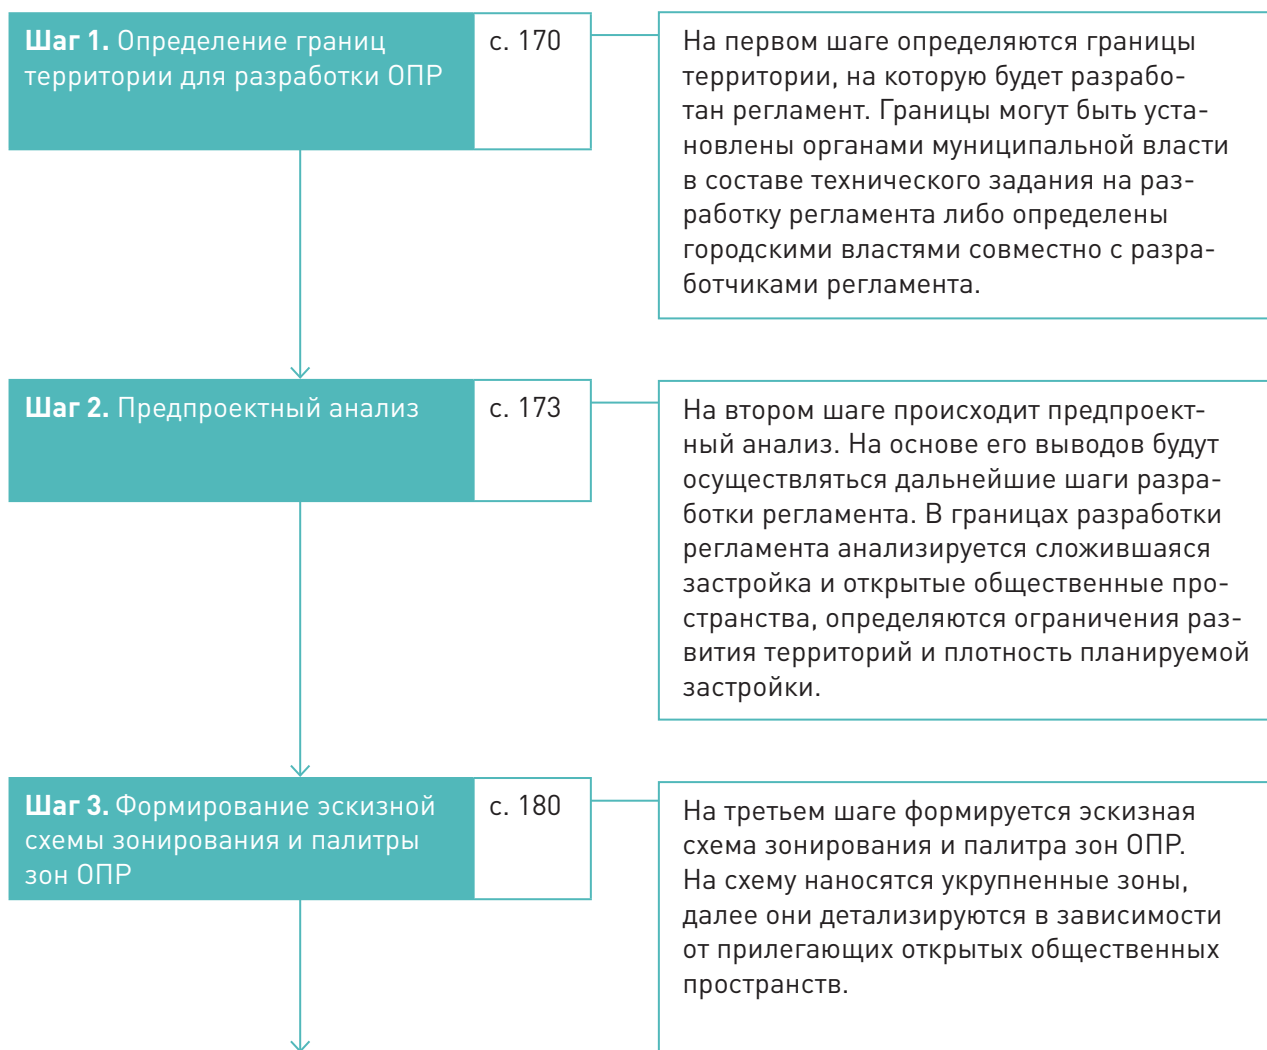 Шаг 1. Определение границ
территории для разработки ОПР
с. 170
На первом шаге определяются границы
территории, на которую будет разрабо-
тан регламент. Границы могут быть уста-
новлены органами муниципальной власти
в составе технического задания на раз-
работку регламента либо определены
городскими властями совместно с разра-
ботчиками регламента.
Шаг 2. Предпроектный анализ
с. 173
На втором шаге происходит предпроект-
ный анализ. На основе его выводов будут
осуществляться дальнейшие шаги разра-
ботки регламента. В границах разработки
регламента анализируется сложившаяся
застройка и открытые общественные про-
странства, определяются ограничения раз-
вития территорий и плотность планируемой
застройки.
Шаг 3. Формирование эскизной
схемы зонирования и палитры
зон ОПР
с. 180
На третьем шаге формируется эскизная
схема зонирования и палитра зон ОПР.
На схему наносятся укрупненные зоны,
далее они детализируются в зависимости
от прилегающих открытых общественных
пространств.